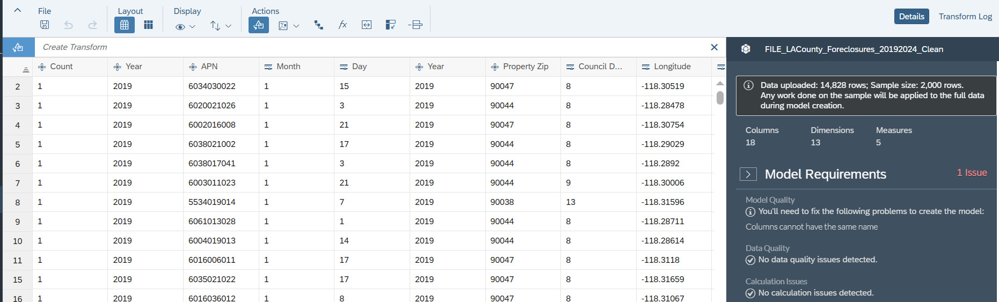 File Layout Display Actions
Details Transform Log
fx
Create Transform
FILE_LACounty_Foreclosures_20192024_Clean
Count Year APN Month Day Year Property Zip Council D... Longitude
2 1 2019 6034030022 1 15 2019 90047 8 -118.30519
3 1 2019 6020021026 1 3 2019 90044 8 -118.28478
4 1 2019 6002016008 1 21 2019 90047 8 -118.30754
5 1 2019 6038021002 1 17 2019 90044 8 -118.29029
6 1 2019 6038017041 1 3 2019 90044 8 -118.2892
7 1 2019 6003011023 1 21 2019 90044 9 -118.30006
8 1 2019 5534019014 1 7 2019 90038 13 -118.31596
9 1 2019 6061013028 1 1 2019 90044 8 -118.28711
10 1 2019 6004019013 1 14 2019 90044 8 -118.28614
11 1 2019 6016006011 1 17 2019 90047 8 -118.3118
15 1 2019 6035021022 1 17 2019 90047 8 -118.31659
16 1 2019 6016036012 1 8 2019 90047 8 -118.31067
Data uploaded: 14,828 rows; Sample size: 2,000 rows.
Any work done on the sample will be applied to the full data
during model creation.
Columns Dimensions Measures
18 13 5
Model Requirements 1 Issue
Model Quality
You'll need to fix the following problems to create the model:
Columns cannot have the same name
Data Quality
No data quality issues detected.
Calculation Issues
No calculation issues detected.